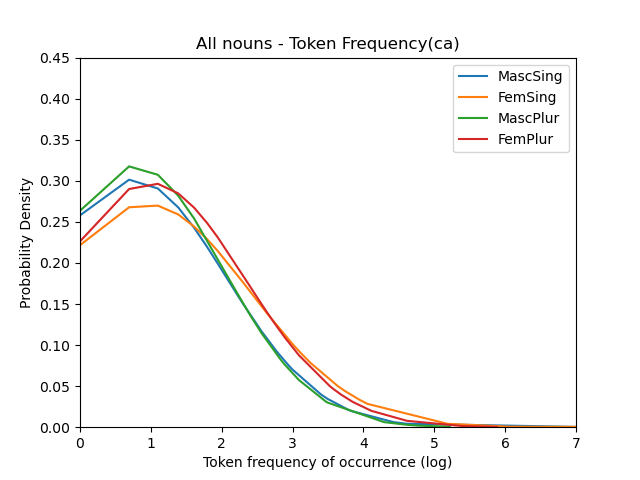 All nouns - Token Frequency(ca)
0.45
0.40
0.35
0.30
0.25
0.20
0.15
0.10
0.05
0.00
Probability Density
MascSing
FemSing
MascPlur
FemPlur
0 1 2 3 4 5 6 7
Token frequency of occurrence (log)